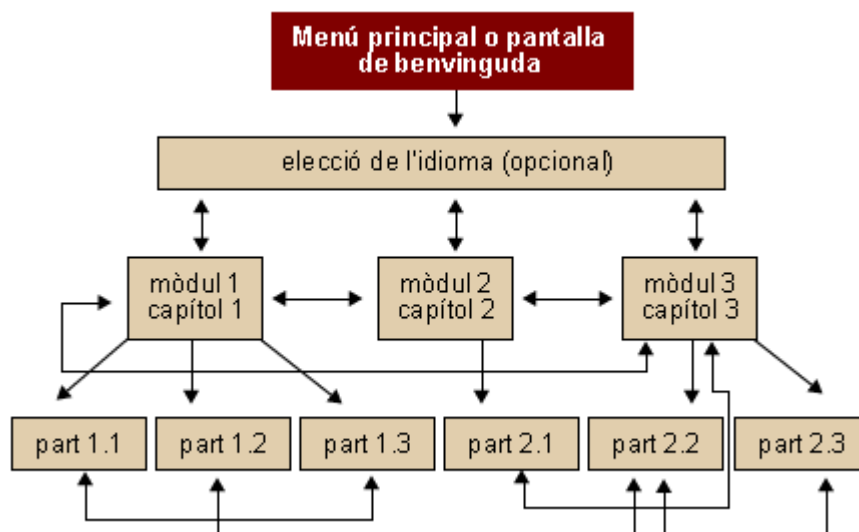 Menú principal o pantalla
de benvinguda
elecció de l'idioma (opcional)
mòdul 1
capítol 1
mòdul 2
capítol 2
mòdul 3
capítol 3
part 1.1
part 1.2
part 1.3
part 2.1
part 2.2
part 2.3